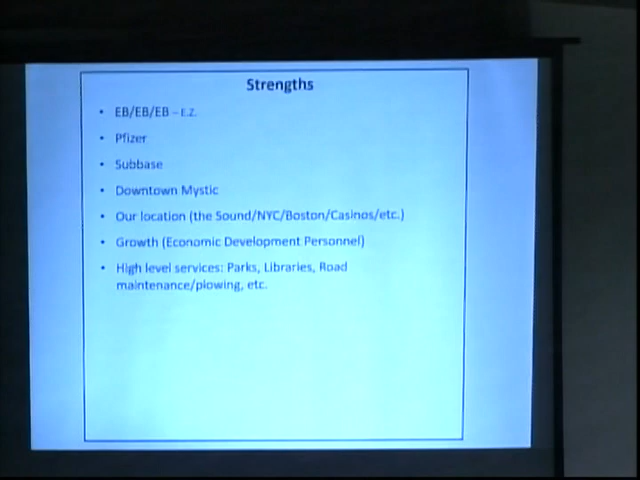 Strengths
• EB/EB/EB – E.Z.
• Pfizer
• Subbase
• Downtown Mystic
• Our location (the Sound/NYC/Boston/Casinos/etc.)
• Growth (Economic Development Personnel)
• High level services: Parks, Libraries, Road
maintenance/plowing, etc.